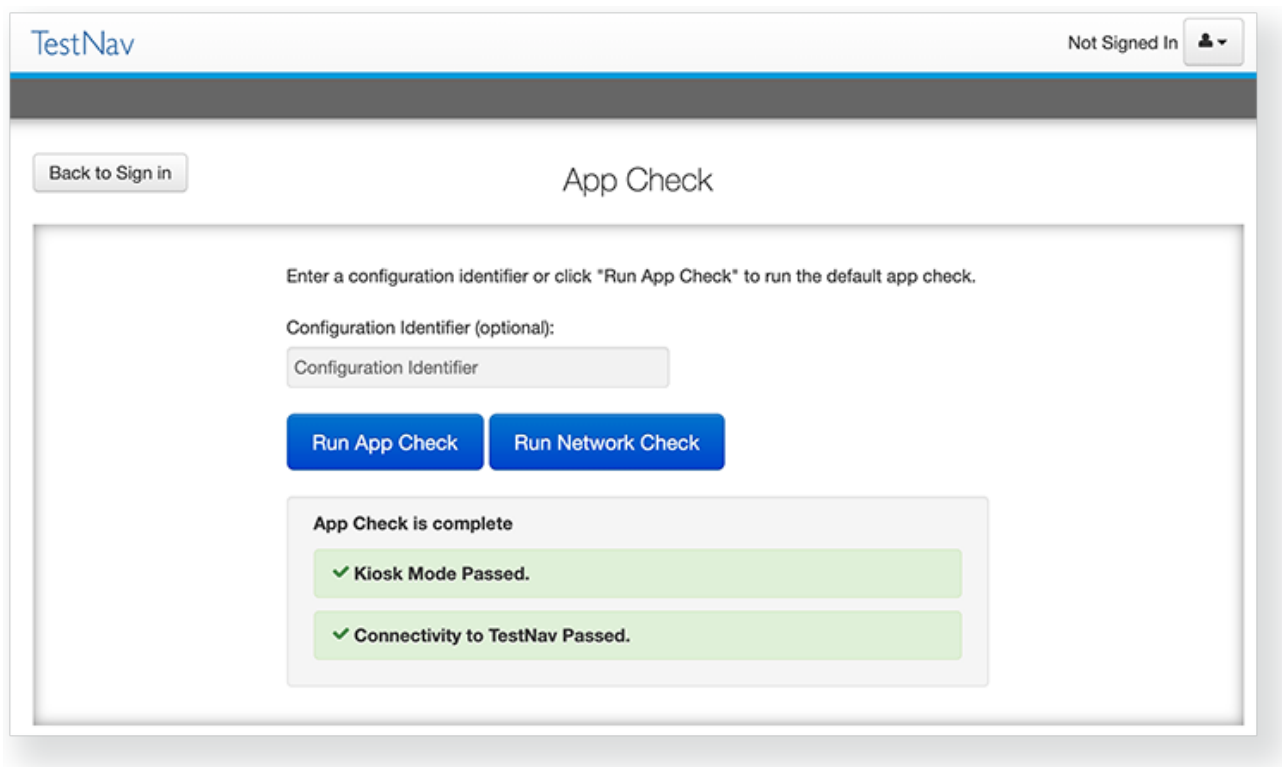 TestNav
Not Signed In
Back to Sign in
App Check
Enter a configuration identifier or click "Run App Check" to run the default app check.
Configuration Identifier (optional):
Configuration Identifier
Run App Check
Run Network Check
App Check is complete
Kiosk Mode Passed.
Connectivity to TestNav Passed.